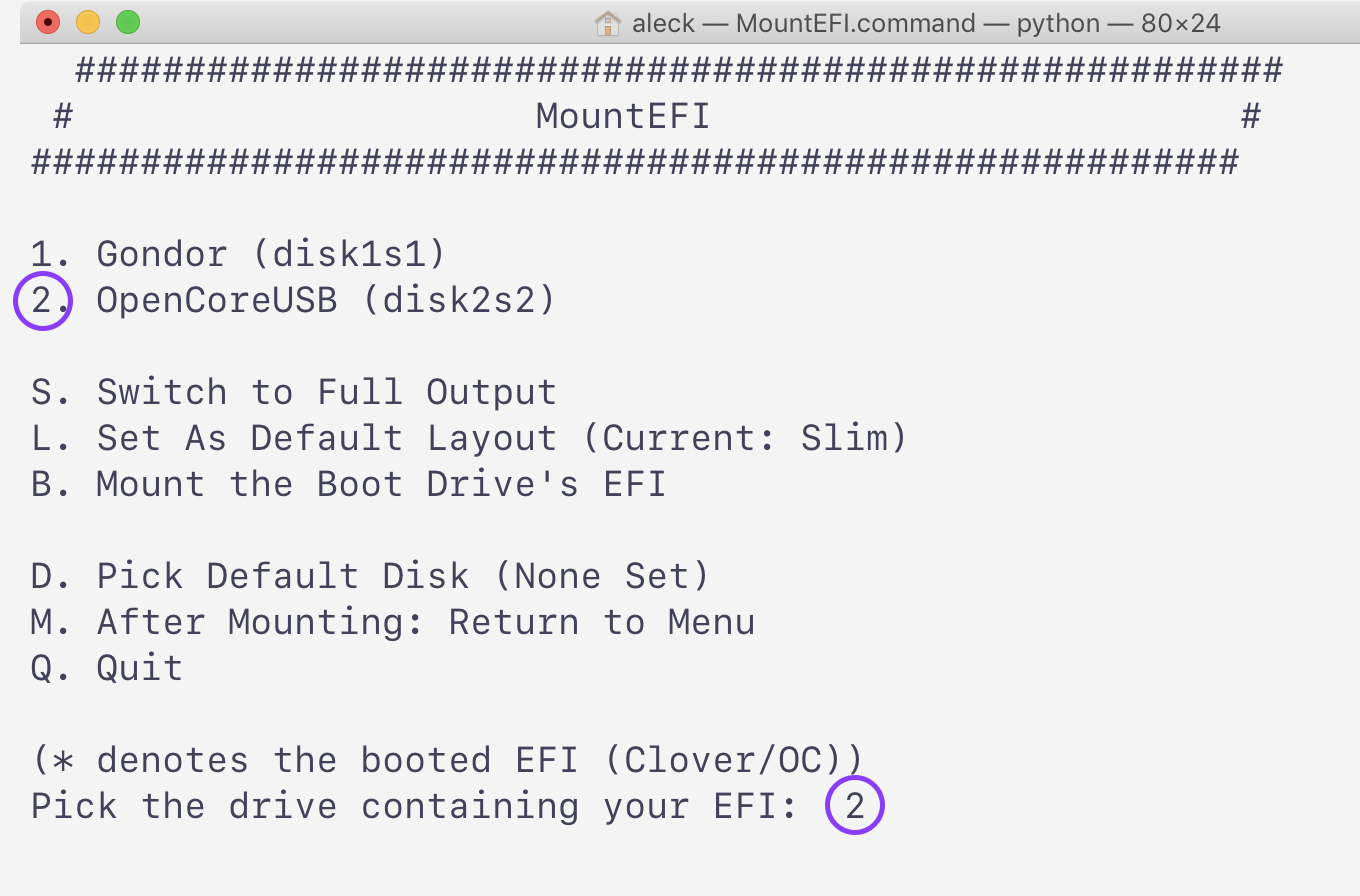 aleck — MountEFI.command — python — 80×24
#######################################################
# MountEFI #
#######################################################
1. Gondor (disk1s1)
2. OpenCoreUSB (disk2s2)
S. Switch to Full Output
L. Set As Default Layout (Current: Slim)
B. Mount the Boot Drive's EFI
D. Pick Default Disk (None Set)
M. After Mounting: Return to Menu
Q. Quit
(* denotes the booted EFI (Clover/OC))
Pick the drive containing your EFI: 2